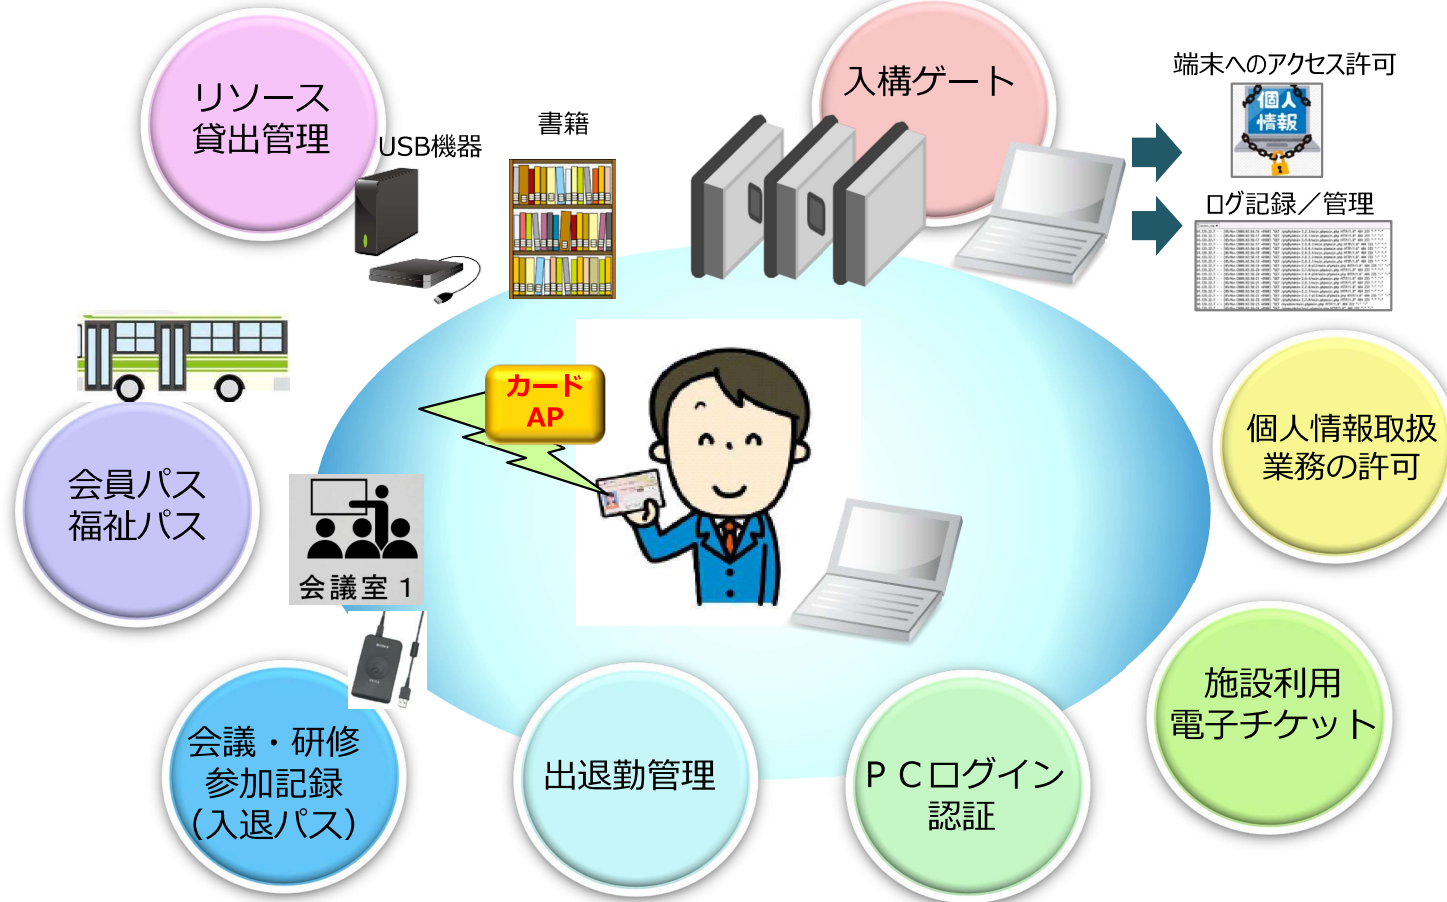 リソース
貸出管理
USB機器
書籍
入構ゲート
端末へのアクセス許可
個人
情報
ログ記録／管理
カード
AP
会員パス
福祉パス
会議室1
個人情報取扱
業務の許可
施設利用
電子チケット
会議・研修
参加記録
（入退パス）
出退勤管理
ＰＣログイン
認証